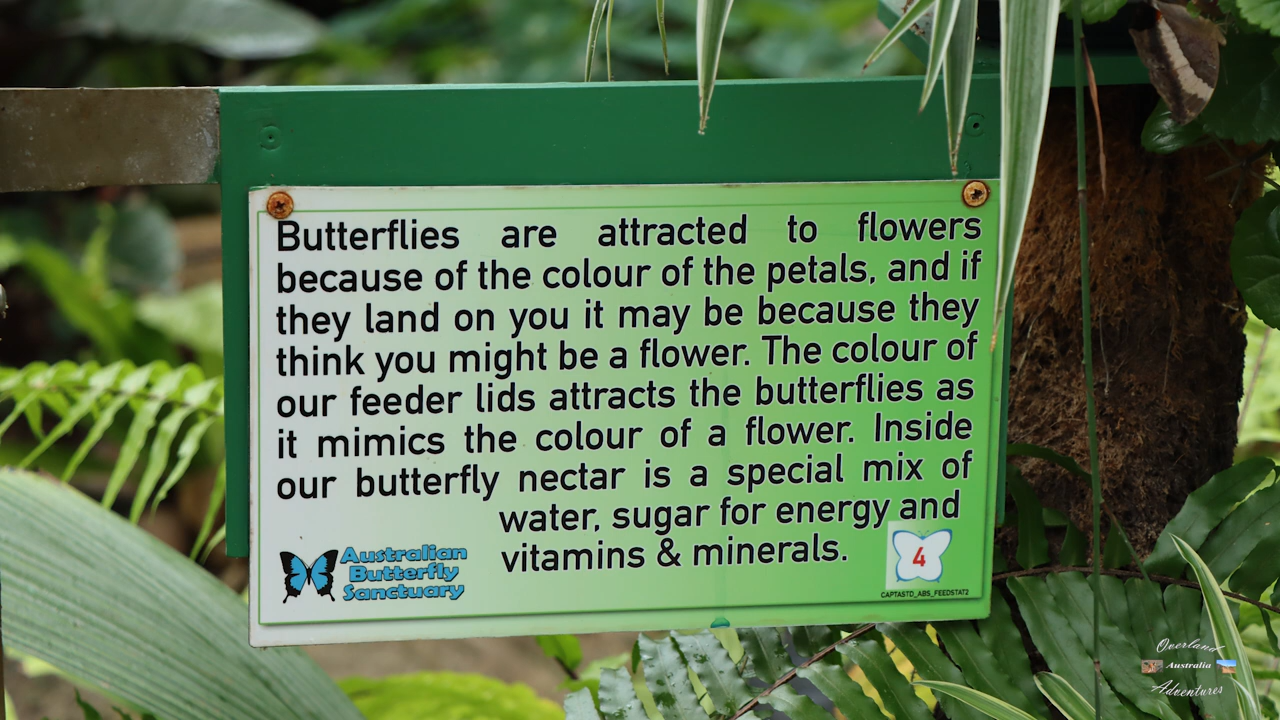 Butterflies are attracted to flowers
because of the colour of the petals, and if
they land on you it may be because they
think you might be a flower. The colour of
our feeder lids attracts the butterflies as
it mimics the colour of a flower. Inside
our butterfly nectar is a special mix of
water, sugar for energy and
vitamins & minerals.
Australian
Butterfly
Sanctuary
4
CAPTASTD_ABS_FEEDSTAT2
Overland
Australia
Adventures